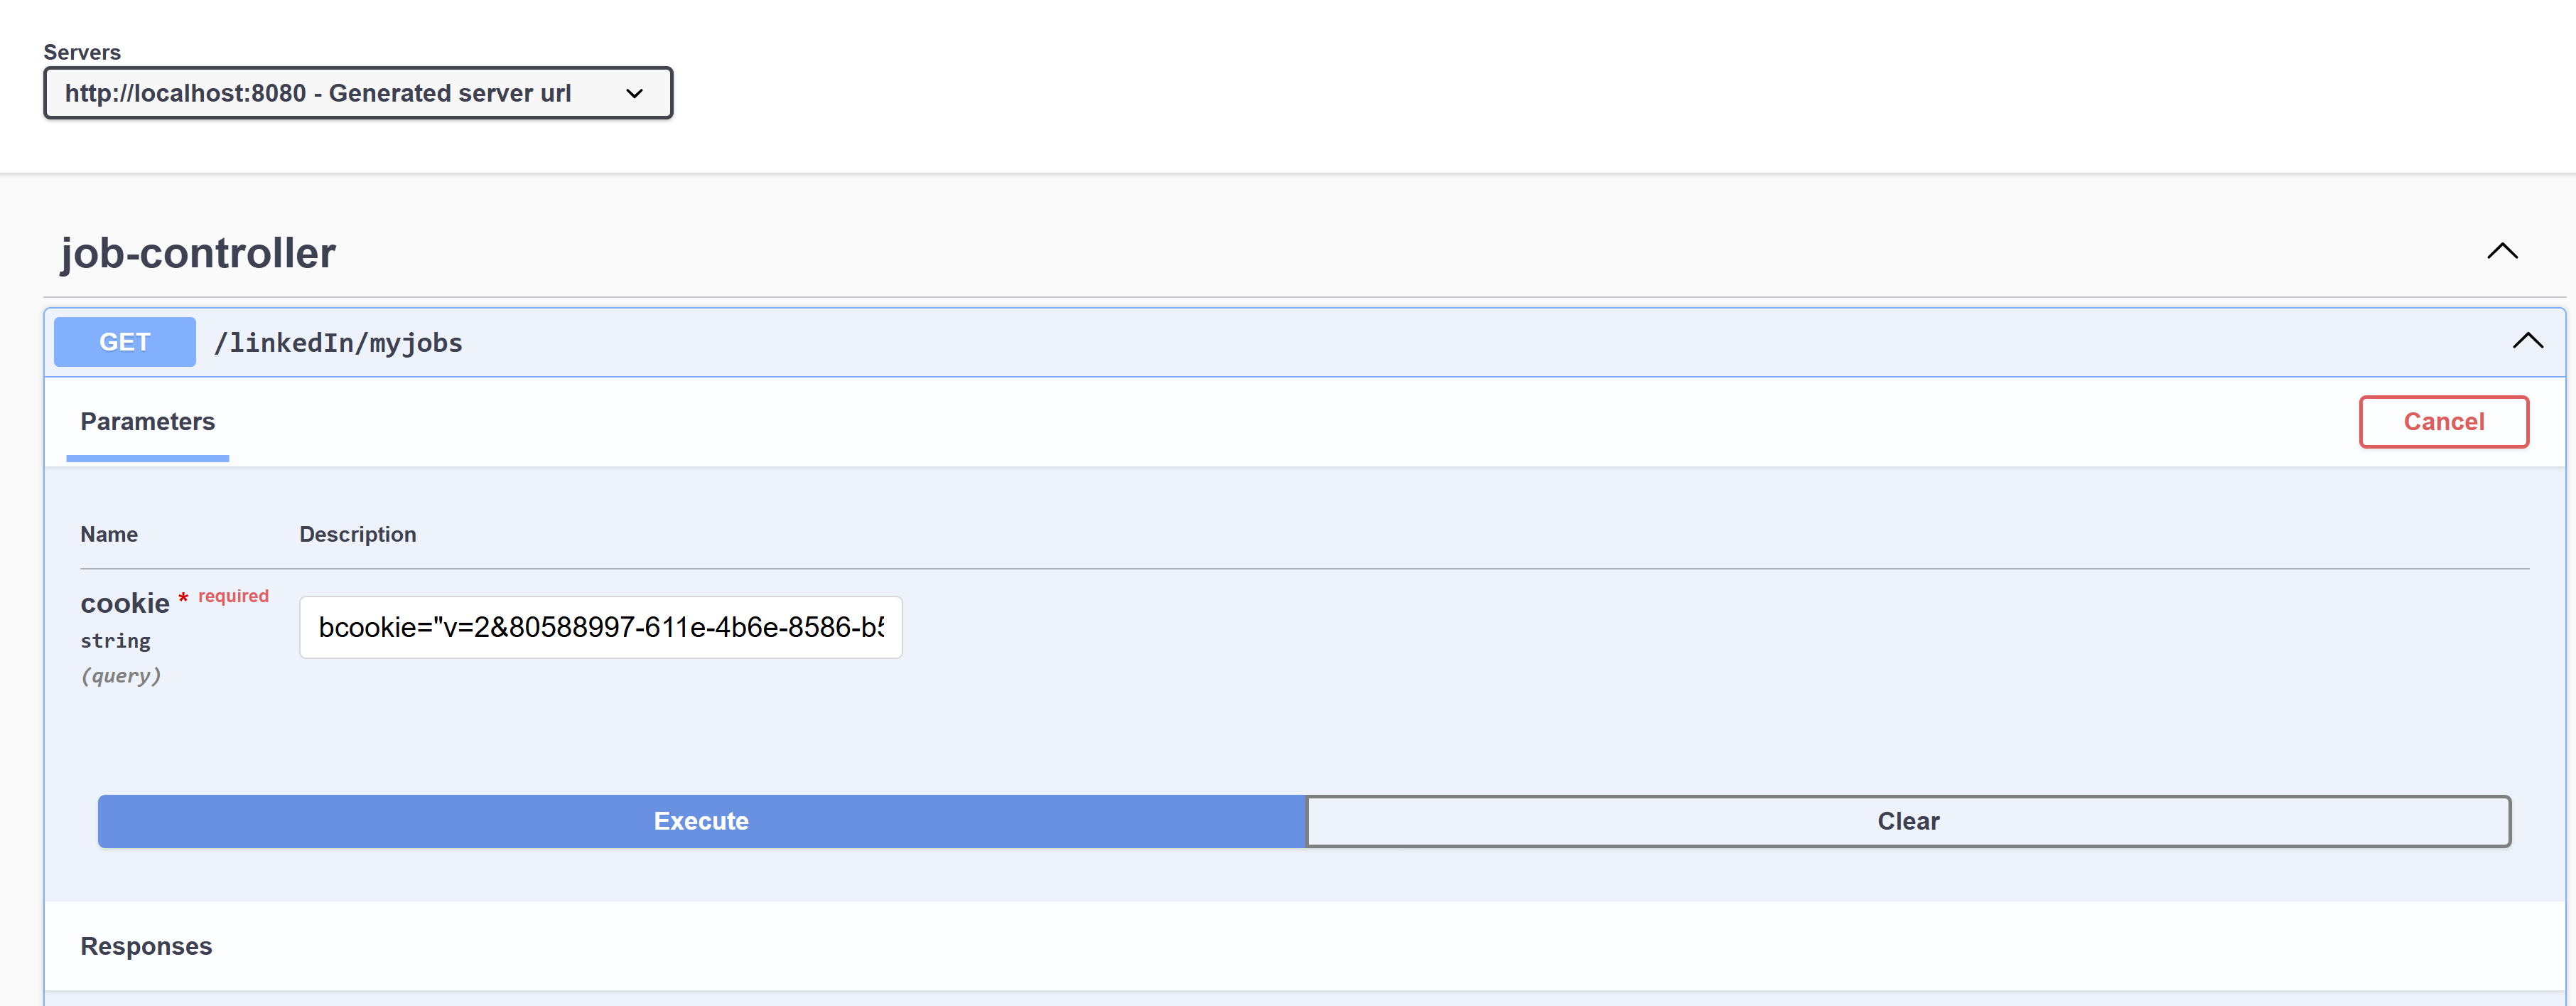 Servers
http://localhost:8080 - Generated server url
job-controller
GET /linkedIn/myjobs
Parameters
Cancel
Name Description
cookie * required
string
(query)
bcookie="v=2&80588997-611e-4b6e-8586-b5
Execute
Clear
Responses